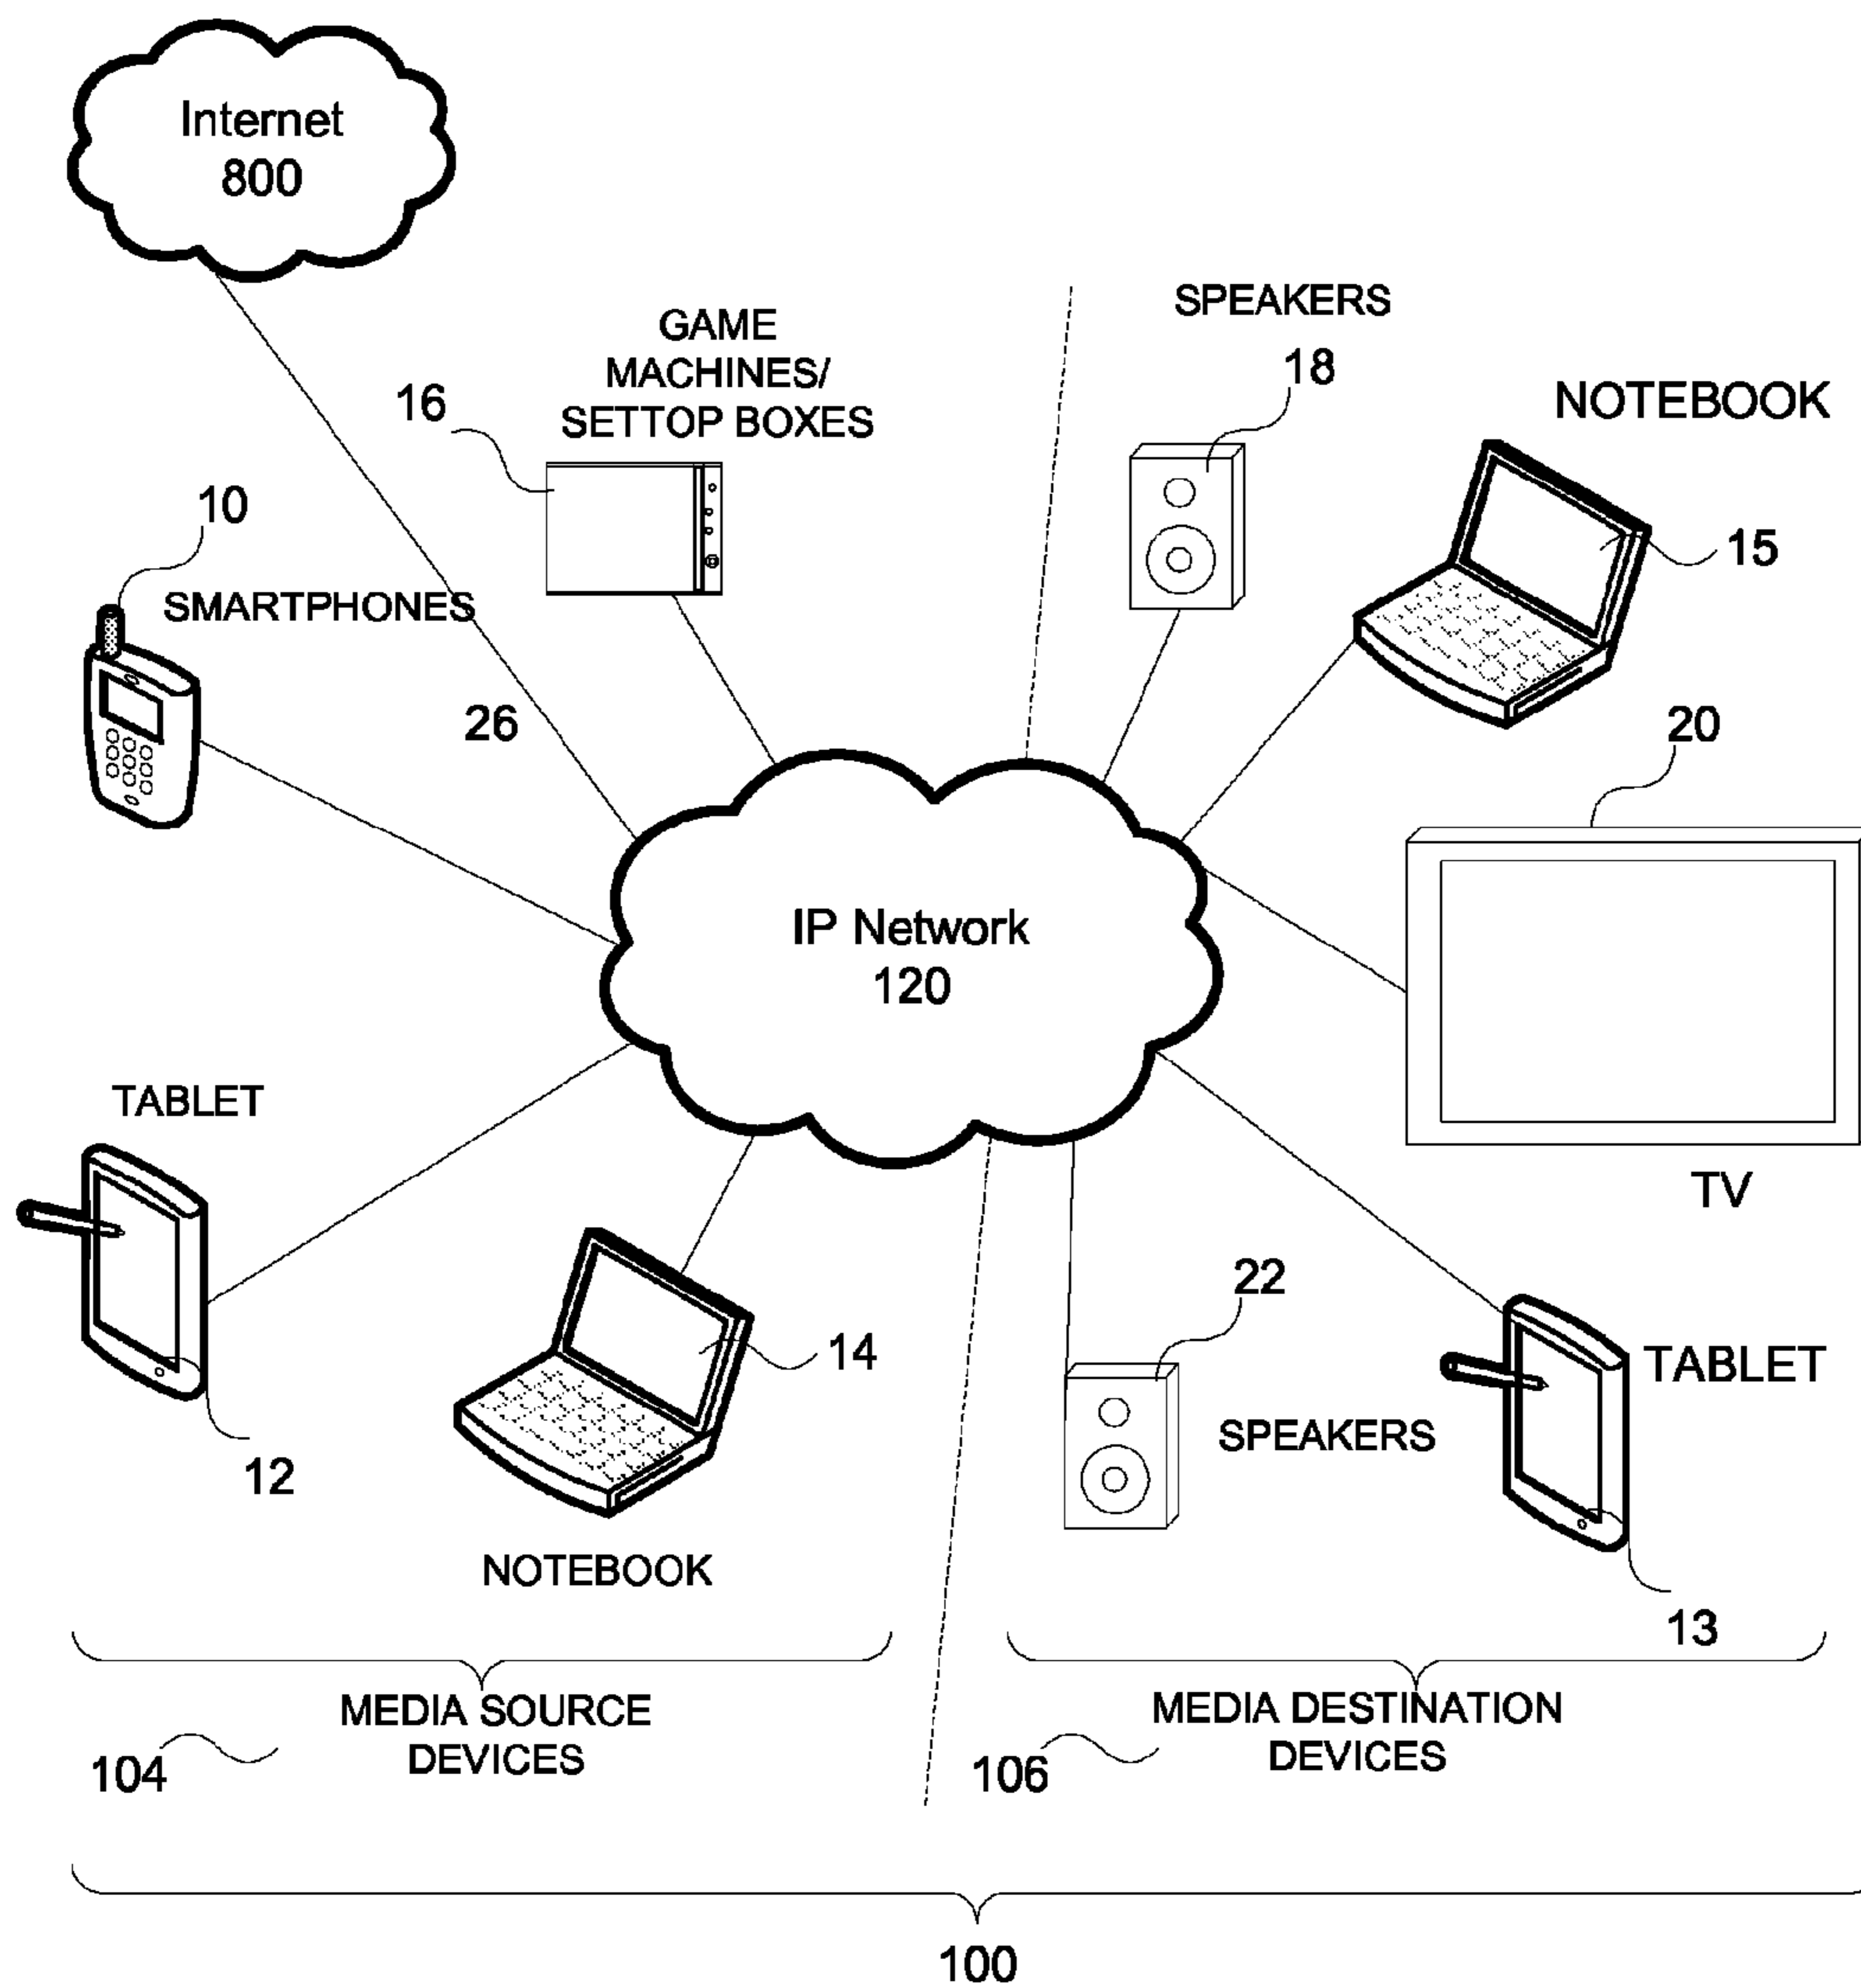 Internet
800
GAME
MACHINES/
SETTOP BOXES
16
SPEAKERS
18
NOTEBOOK
15
10
SMARTPHONES
26
20
IP Network
120
TV
TABLET
12
14
NOTEBOOK
22
SPEAKERS
TABLET
13
MEDIA SOURCE
DEVICES
104
MEDIA DESTINATION
DEVICES
106
100